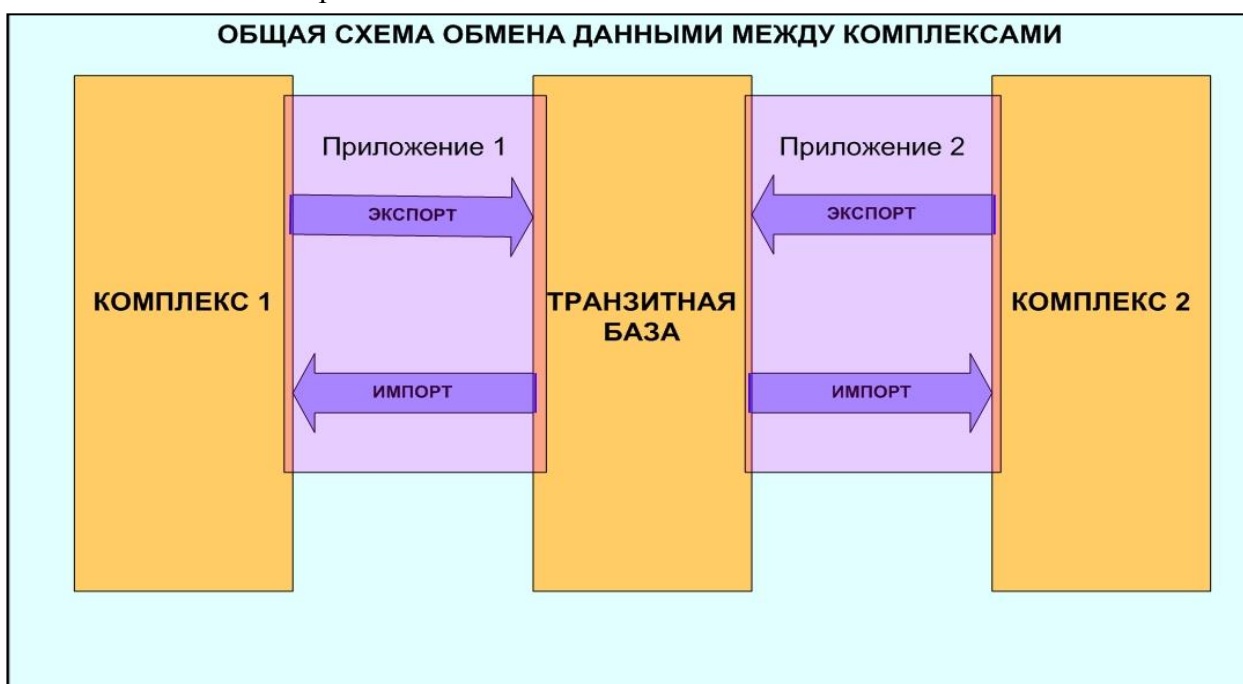 ОБЩАЯ СХЕМА ОБМЕНА ДАННЫМИ МЕЖДУ КОМПЛЕКСАМИ
Приложение 1
Приложение 2
ЭКСПОРТ
ЭКСПОРТ
КОМПЛЕКС 1
ТРАНЗИТНАЯ
БАЗА
КОМПЛЕКС 2
ИМПОРТ
ИМПОРТ